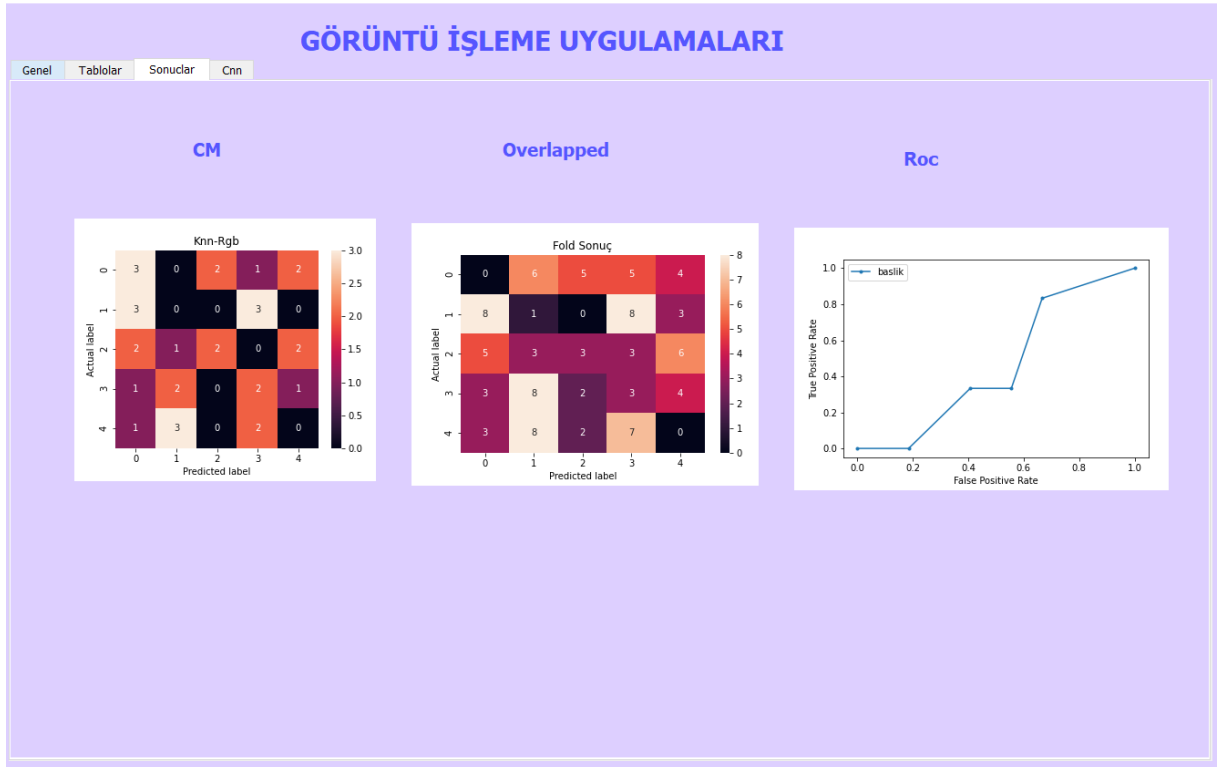 GÖRÜNTÜ İŞLEME UYGULAMALARI
Genel Tablolar Sonuclar Cnn
CM
Overlapped
Roc
Knn-Rgb
Actual label
0 3 0 2 1 2
1 3 0 0 3 0
2 2 1 2 0 2
3 1 2 0 2 1
4 1 3 0 2 0
0 1 2 3 4
Predicted label
3.0
2.5
2.0
1.5
1.0
0.5
0.0
Fold Sonuç
Actual label
0 0 6 5 5 4
1 8 1 0 8 3
2 5 3 3 3 6
3 3 8 2 3 4
4 3 8 2 7 0
0 1 2 3 4
Predicted label
8
7
6
5
4
3
2
1
0
baslik
True Positive Rate
1.0
0.8
0.6
0.4
0.2
0.0
0.0 0.2 0.4 0.6 0.8 1.0
False Positive Rate